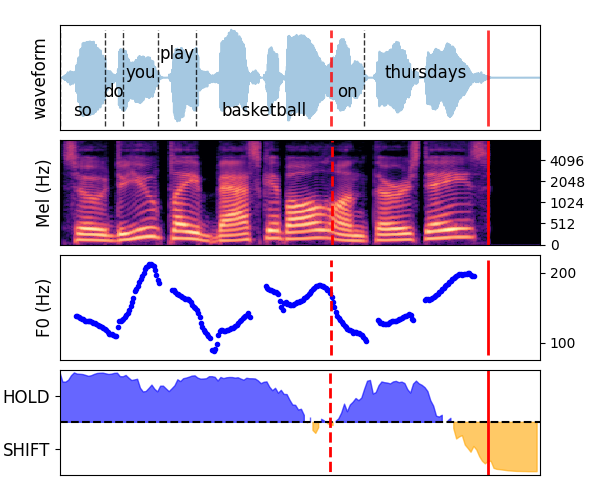 waveform
play
you
thursdays
do
on
so
basketball
Mel (Hz)
4096
2048
1024
512
0
F0 (Hz)
200
100
HOLD
SHIFT